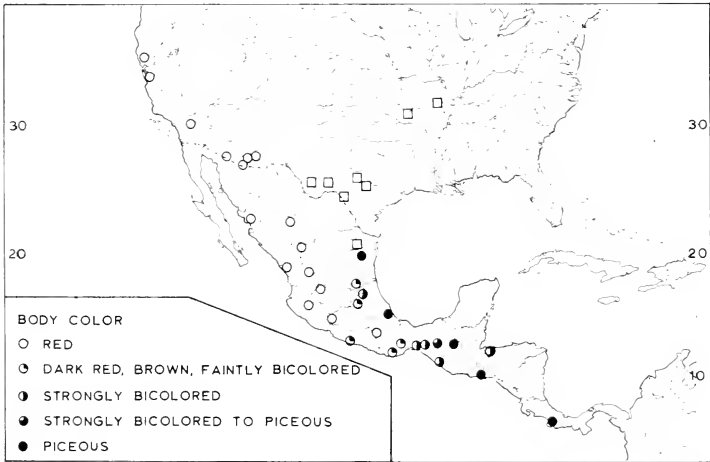 30 30
20 20
10
BODY COLOR
RED
DARK RED, BROWN, FAINTLY BICOLORED
STRONGLY BICOLORED
STRONGLY BICOLORED TO PICEOUS
PICEOUS